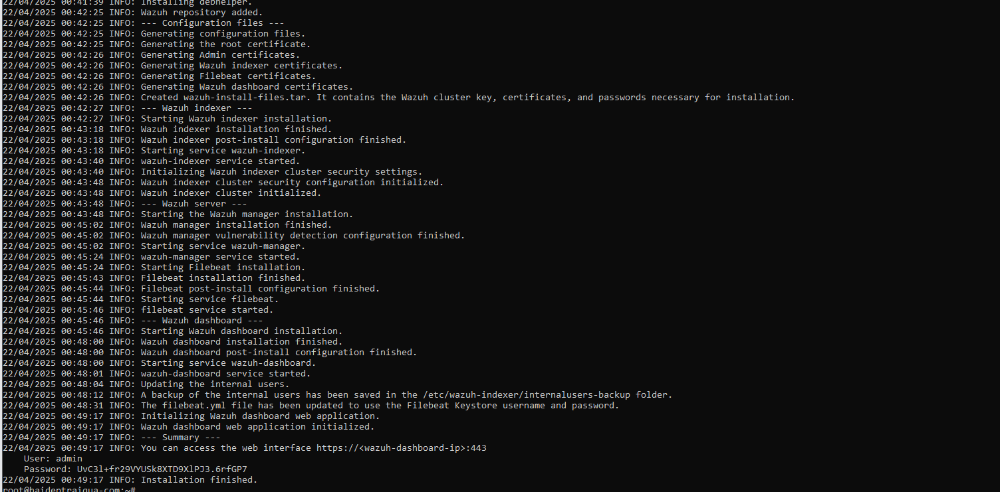 22/04/2025 00:41:39 INFO: Installing debhelper.
22/04/2025 00:42:25 INFO: Wazuh repository added.
22/04/2025 00:42:25 INFO: --- Configuration files ---
22/04/2025 00:42:25 INFO: Generating configuration files.
22/04/2025 00:42:25 INFO: Generating the root certificate.
22/04/2025 00:42:26 INFO: Generating Admin certificates.
22/04/2025 00:42:26 INFO: Generating Wazuh indexer certificates.
22/04/2025 00:42:26 INFO: Generating Filebeat certificates.
22/04/2025 00:42:26 INFO: Generating Wazuh dashboard certificates.
22/04/2025 00:42:26 INFO: Created wazuh-install-files.tar. It contains the Wazuh cluster key, certificates, and passwords necessary for installation.
22/04/2025 00:42:27 INFO: --- Wazuh indexer ---
22/04/2025 00:42:27 INFO: Starting Wazuh indexer installation.
22/04/2025 00:43:18 INFO: Wazuh indexer installation finished.
22/04/2025 00:43:18 INFO: Wazuh indexer post-install configuration finished.
22/04/2025 00:43:18 INFO: Starting service wazuh-indexer.
22/04/2025 00:43:40 INFO: wazuh-indexer service started.
22/04/2025 00:43:40 INFO: Initializing Wazuh indexer cluster security settings.
22/04/2025 00:43:48 INFO: Wazuh indexer cluster security configuration initialized.
22/04/2025 00:43:48 INFO: Wazuh indexer cluster initialized.
22/04/2025 00:43:48 INFO: --- Wazuh server ---
22/04/2025 00:43:48 INFO: Starting the Wazuh manager installation.
22/04/2025 00:45:02 INFO: Wazuh manager installation finished.
22/04/2025 00:45:02 INFO: Wazuh manager vulnerability detection configuration finished.
22/04/2025 00:45:02 INFO: Starting service wazuh-manager.
22/04/2025 00:45:24 INFO: wazuh-manager service started.
22/04/2025 00:45:24 INFO: Starting Filebeat installation.
22/04/2025 00:45:43 INFO: Filebeat installation finished.
22/04/2025 00:45:44 INFO: Filebeat post-install configuration finished.
22/04/2025 00:45:44 INFO: Starting service filebeat.
22/04/2025 00:45:46 INFO: filebeat service started.
22/04/2025 00:45:46 INFO: --- Wazuh dashboard ---
22/04/2025 00:45:46 INFO: Starting Wazuh dashboard installation.
22/04/2025 00:48:00 INFO: Wazuh dashboard installation finished.
22/04/2025 00:48:00 INFO: Wazuh dashboard post-install configuration finished.
22/04/2025 00:48:00 INFO: Starting service wazuh-dashboard.
22/04/2025 00:48:01 INFO: wazuh-dashboard service started.
22/04/2025 00:48:04 INFO: Updating the internal users.
22/04/2025 00:48:12 INFO: A backup of the internal users has been saved in the /etc/wazuh-indexer/internalusers-backup folder.
22/04/2025 00:48:31 INFO: The filebeat.yml file has been updated to use the Filebeat Keystore username and password.
22/04/2025 00:49:17 INFO: Initializing Wazuh dashboard web application.
22/04/2025 00:49:17 INFO: Wazuh dashboard web application initialized.
22/04/2025 00:49:17 INFO: --- Summary ---
22/04/2025 00:49:17 INFO: You can access the web interface https://<wazuh-dashboard-ip>:443
User: admin
Password: UvC3l+fr29VYUSk8XTD9XlPJ3.6rfGP7
22/04/2025 00:49:17 INFO: Installation finished.
root@haidentraigua-com:~#